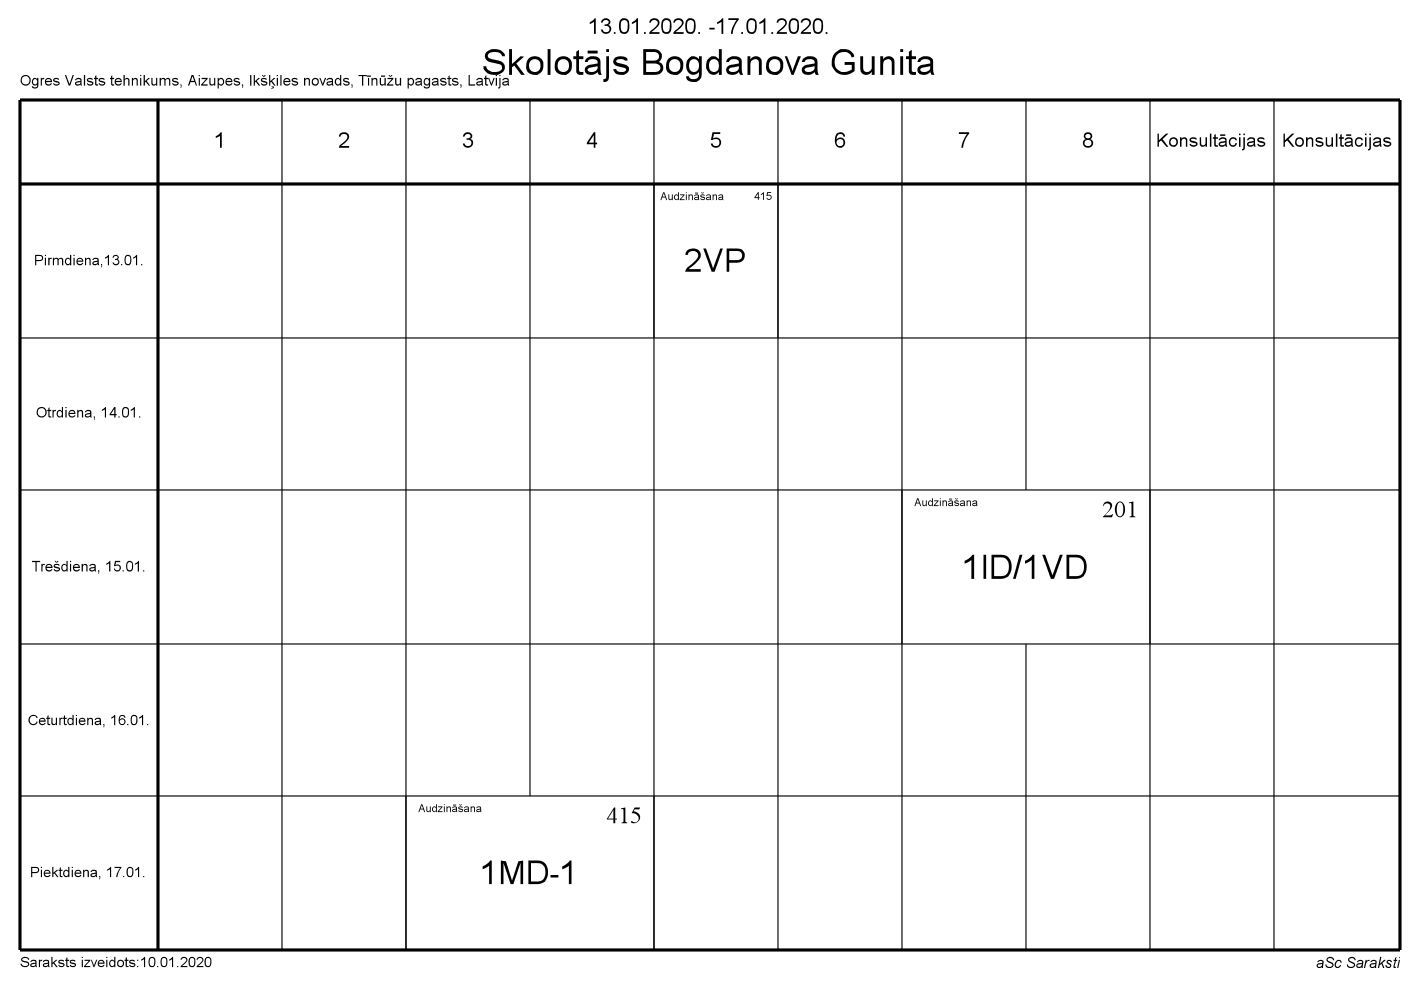 13.01.2020. -17.01.2020.
Skolotājs Bogdanova Gunita
Ogres Valsts tehnikums, Aizupes, Ikšķiles novads, Tīnūžu pagasts, Latvija
1 2 3 4 5 6 7 8 Konsultācijas Konsultācijas
Audzināšana 415
Pirmdiena,13.01. 2VP
Otrdiena, 14.01.
Audzināšana 201
Trešdiena, 15.01. 1ID/1VD
Ceturtdiena, 16.01.
Audzināšana 415
Piektdiena, 17.01. 1MD-1
Saraksts izveidots:10.01.2020 aSc Saraksti